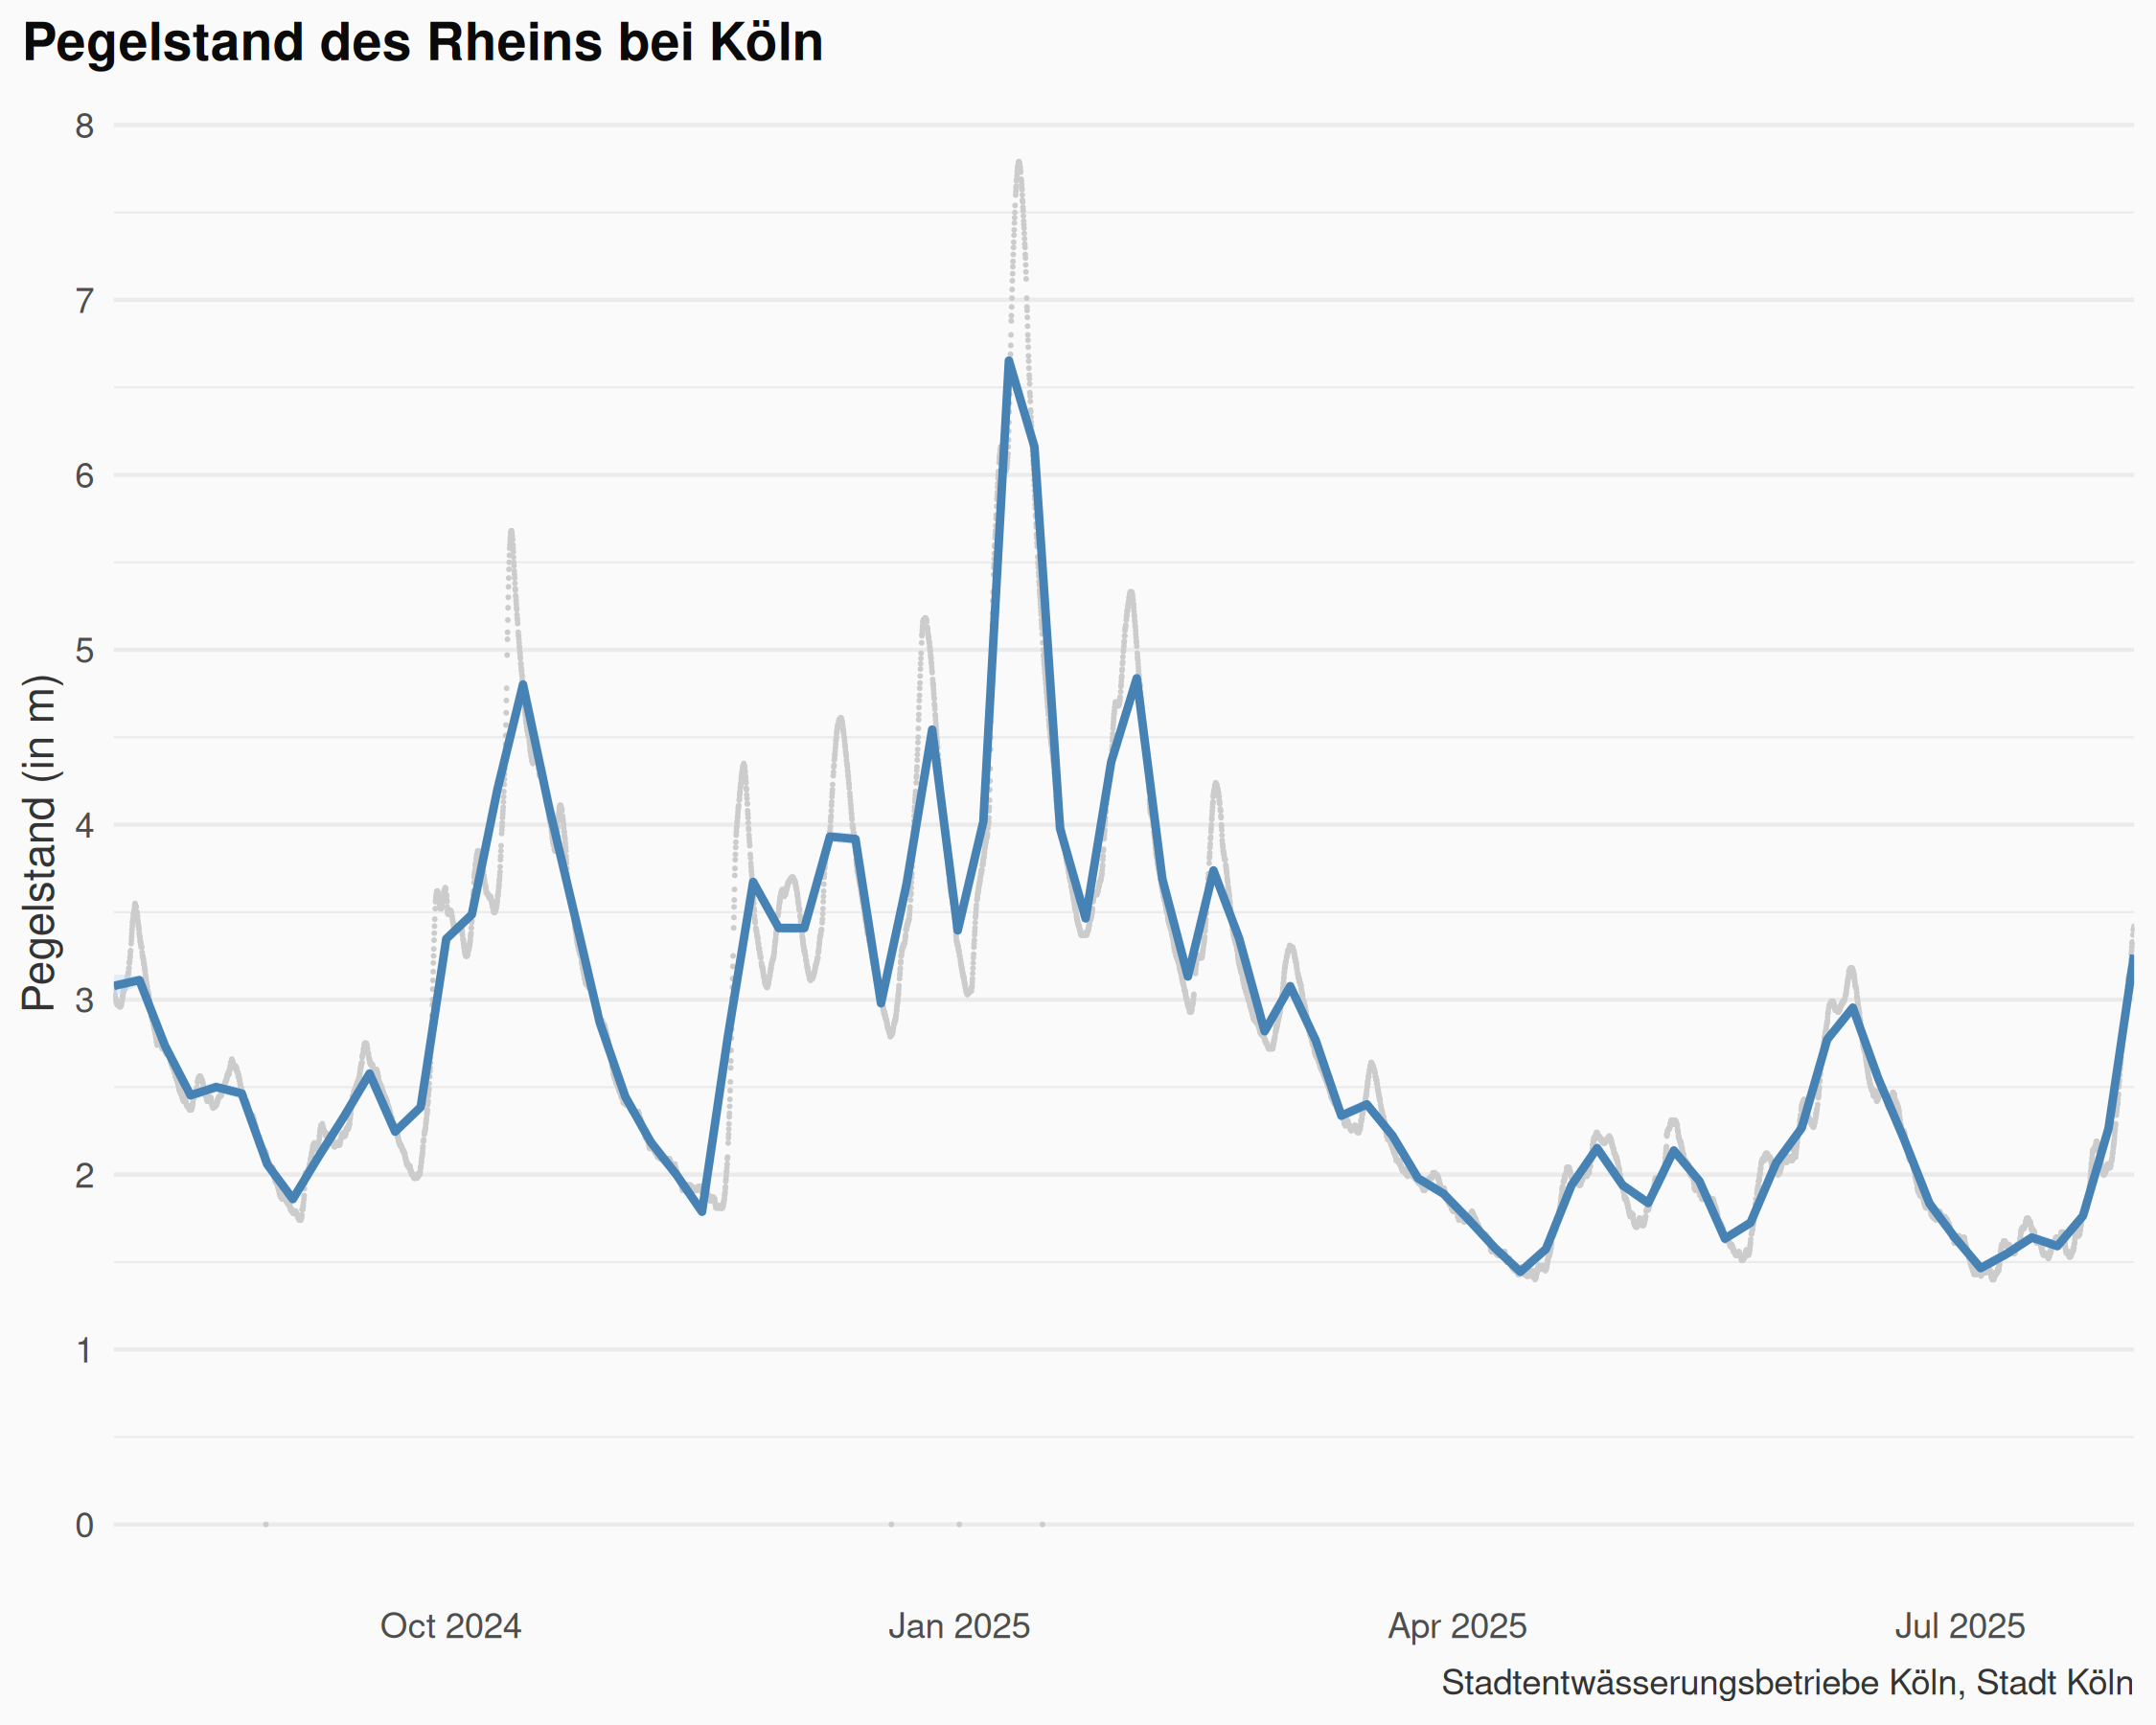 Pegelstand des Rheins bei Köln
Pegelstand (in m)
8
7
6
5
4
3
2
1
0
Oct 2024 Jan 2025 Apr 2025 Jul 2025
Stadtentwässerungsbetriebe Köln, Stadt Köln